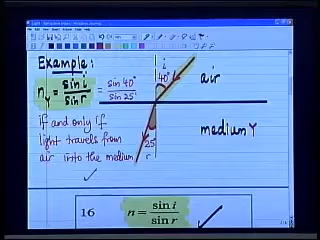 Example:
n_Y = sin i / sin r = sin 40° / sin 25°
i
40°
air
if and only if
light travels from
air into the medium
✓
25°
r
medium Y
16
n = sin i / sin r